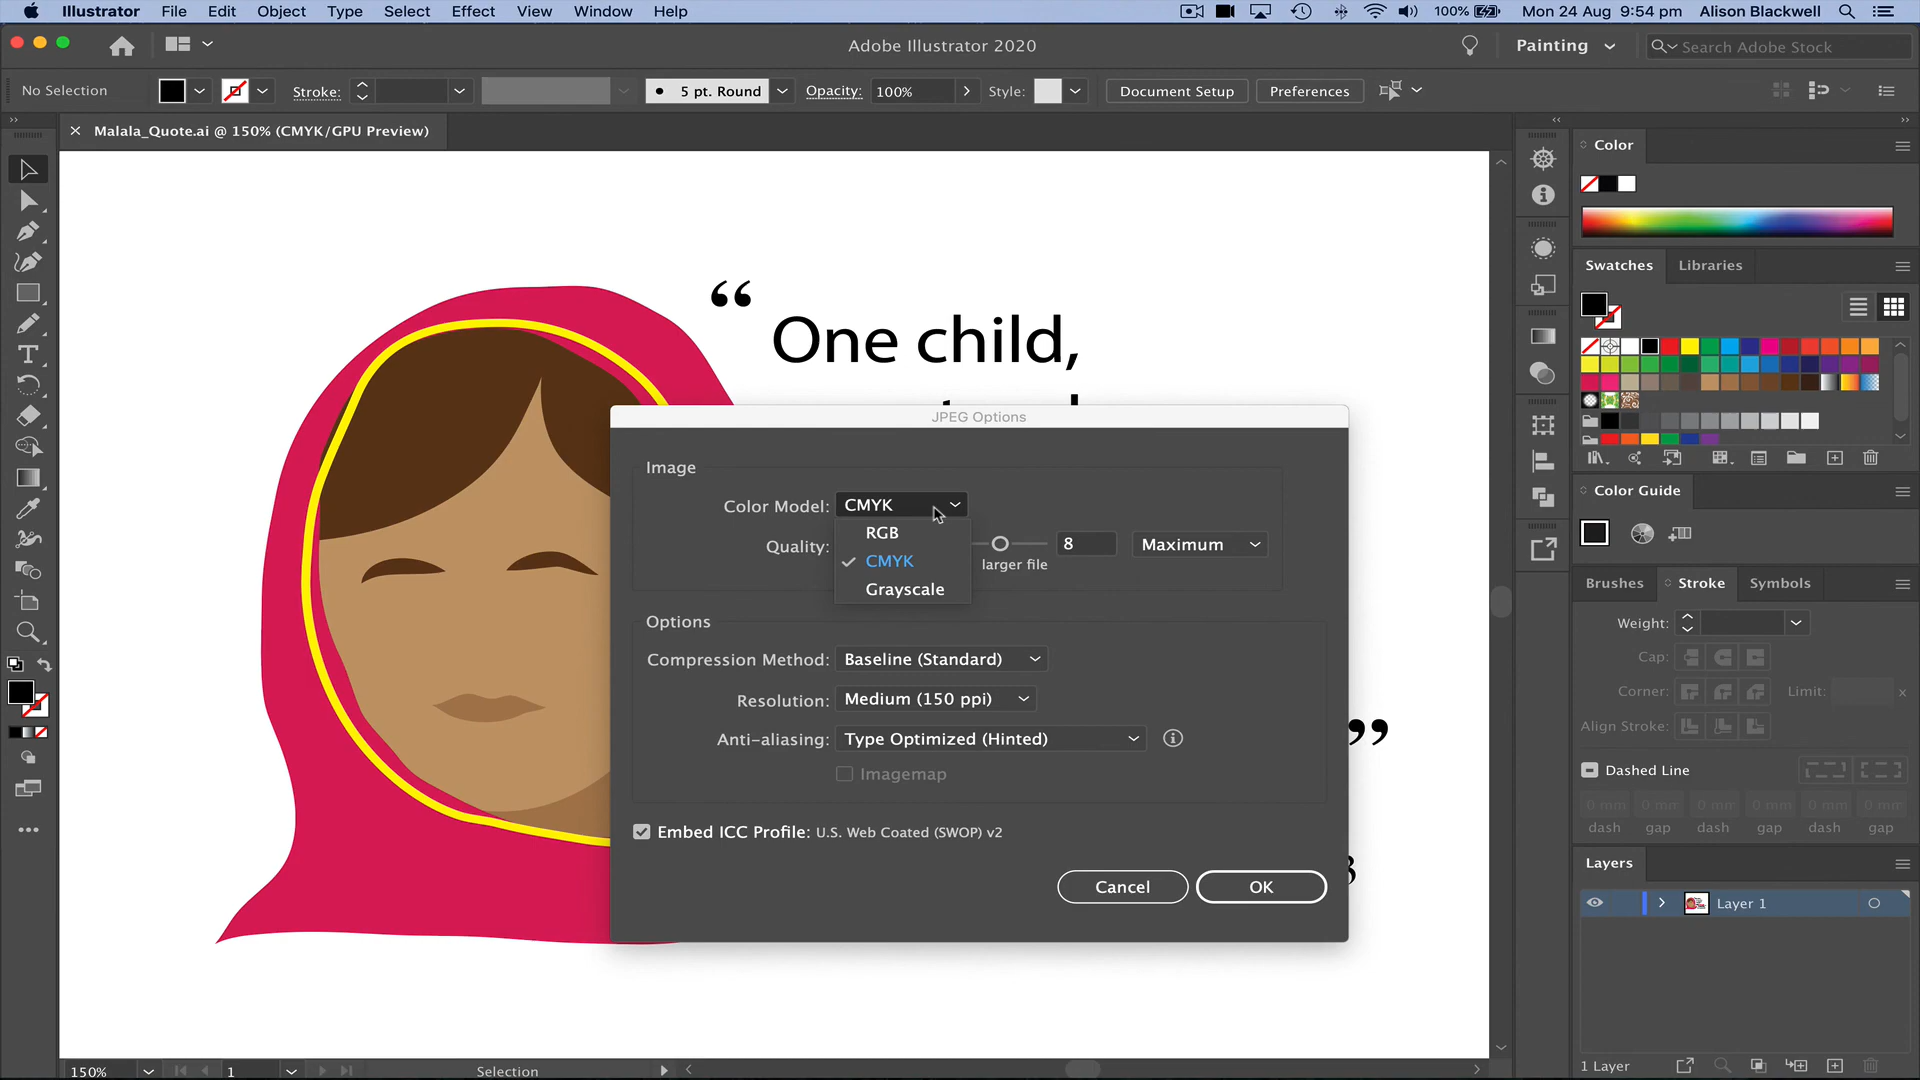 Illustrator File Edit Object Type Select Effect View Window Help 100% Mon 24 Aug 9:54 pm Alison Blackwell
Adobe Illustrator 2020 Painting Search Adobe Stock
No Selection Stroke: 5 pt. Round Opacity: 100% Style: Document Setup Preferences
Malala_Quote.ai @ 150% (CMYK/GPU Preview)
Color
Swatches Libraries
“ One child,
JPEG Options
Image
Color Model: CMYK
RGB
CMYK
Grayscale
Quality: 8 Maximum
larger file
Options
Compression Method: Baseline (Standard)
Resolution: Medium (150 ppi)
Anti-aliasing: Type Optimized (Hinted)
Imagemap
Embed ICC Profile: U.S. Web Coated (SWOP) v2
Cancel OK
”
Color Guide
Brushes Stroke Symbols
Weight:
Cap:
Corner: Limit: x
Align Stroke:
Dashed Line
0 mm 0 mm 0 mm 0 mm 0 mm 0 mm
dash gap dash gap dash gap
Layers
Layer 1
1 Layer
150% 1 Selection